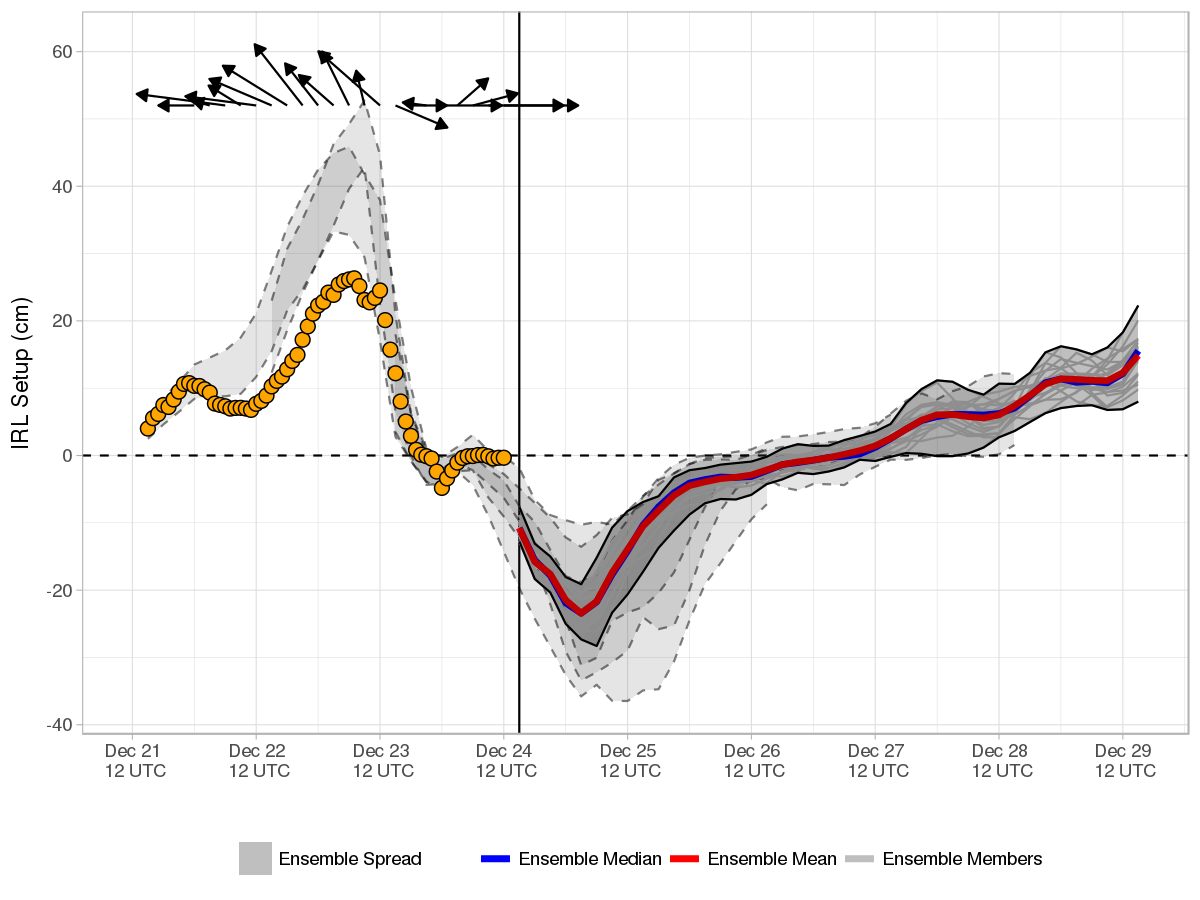 IRL Setup (cm)
60
40
20
0
-20
-40
Dec 21
12 UTC
Dec 22
12 UTC
Dec 23
12 UTC
Dec 24
12 UTC
Dec 25
12 UTC
Dec 26
12 UTC
Dec 27
12 UTC
Dec 28
12 UTC
Dec 29
12 UTC
Ensemble Spread
Ensemble Median
Ensemble Mean
Ensemble Members